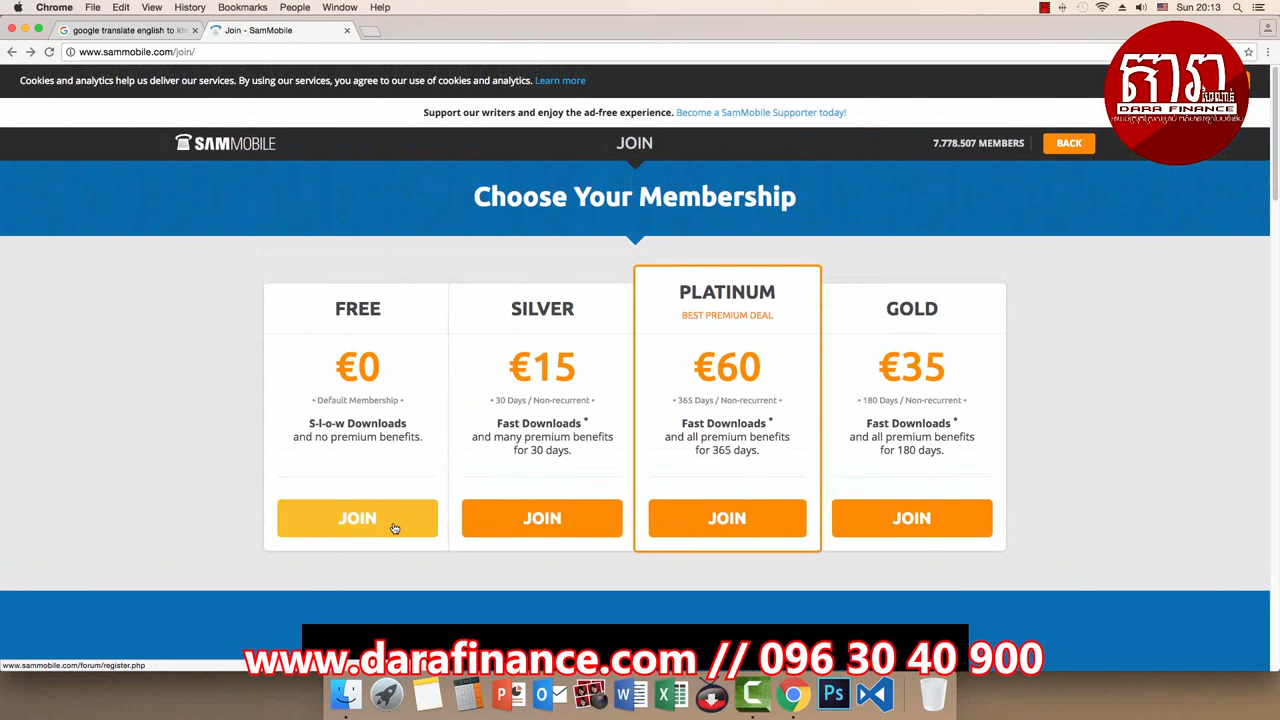 Chrome File Edit View History Bookmarks People Window Help
Sun 20:13
google translate english to kh
Join - SamMobile
www.sammobile.com/join/
Cookies and analytics help us deliver our services. By using our services, you agree to our use of cookies and analytics. Learn more
Support our writers and enjoy the ad-free experience. Become a SamMobile Supporter today!
SAMMOBILE
JOIN
7.778.507 MEMBERS
BACK
តារា
DARA FINANCE
Choose Your Membership
FREE
€0
• Default Membership •
S-l-o-w Downloads
and no premium benefits.
JOIN
SILVER
€15
• 30 Days / Non-recurrent •
Fast Downloads *
and many premium benefits
for 30 days.
JOIN
PLATINUM
BEST PREMIUM DEAL
€60
• 365 Days / Non-recurrent •
Fast Downloads *
and all premium benefits
for 365 days.
JOIN
GOLD
€35
• 180 Days / Non-recurrent •
Fast Downloads *
and all premium benefits
for 180 days.
JOIN
www.sammobile.com/forum/register.php
www.darafinance.com // 096 30 40 900
Ps